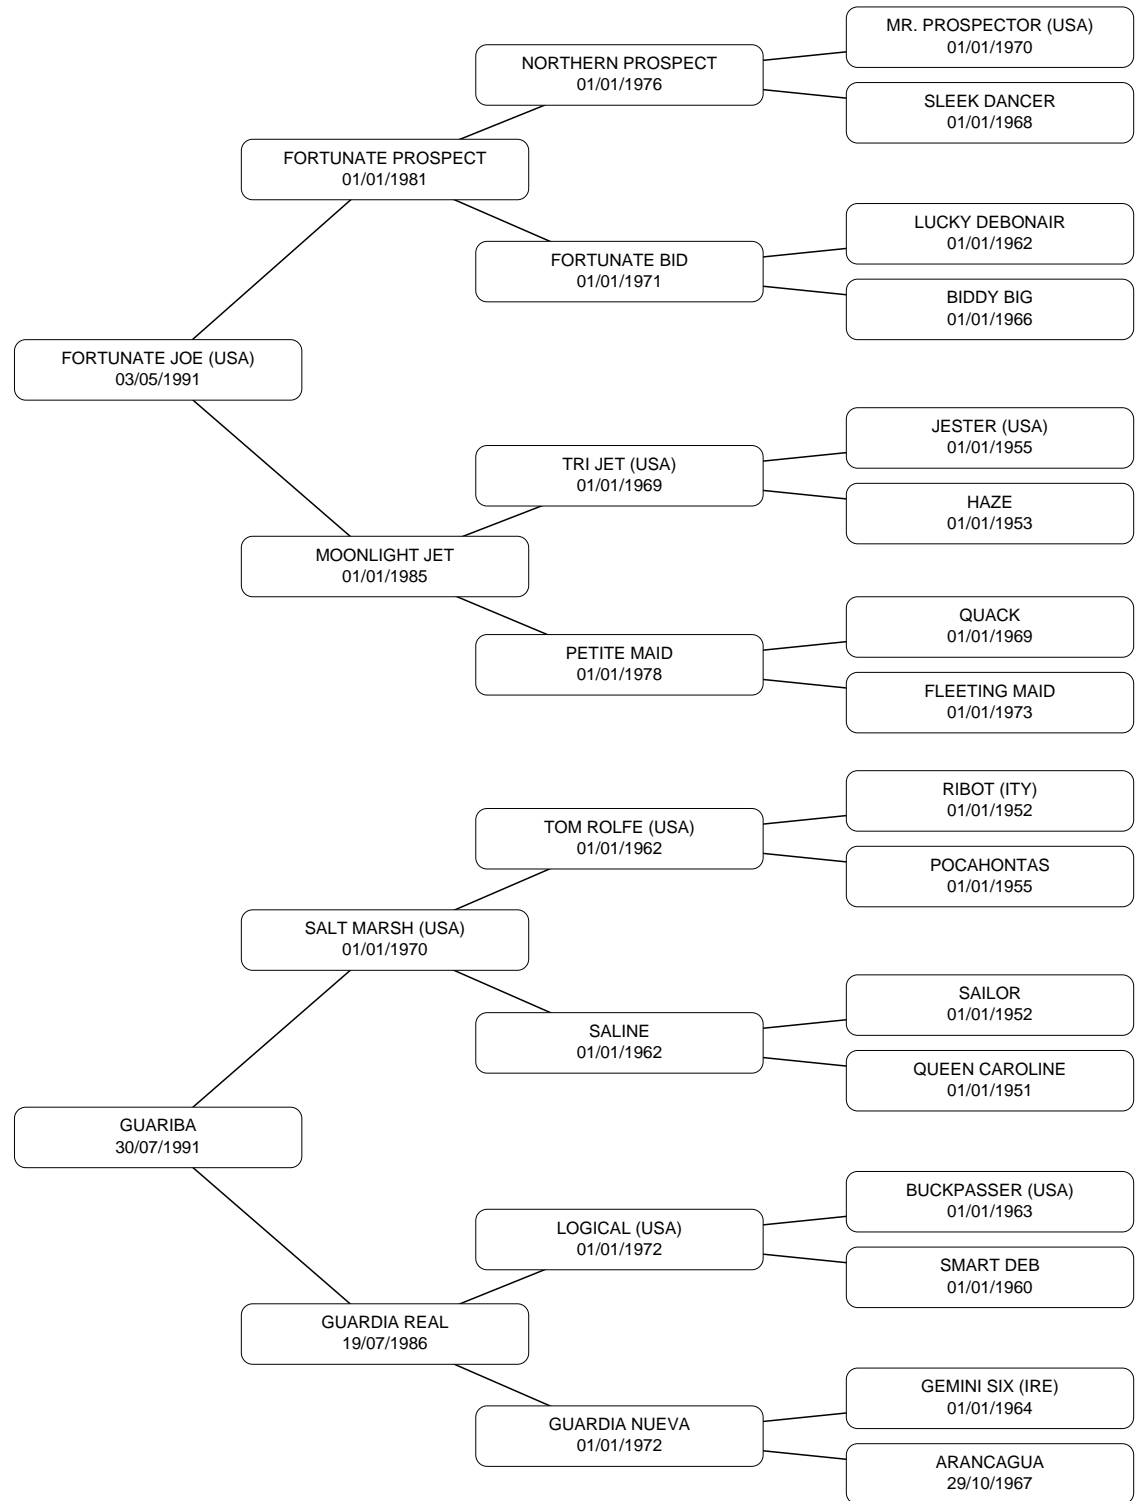 MR. PROSPECTOR (USA)
01/01/1970
NORTHERN PROSPECT
01/01/1976
SLEEK DANCER
01/01/1968
FORTUNATE PROSPECT
01/01/1981
LUCKY DEBONAIR
01/01/1962
FORTUNATE BID
01/01/1971
BIDDY BIG
01/01/1966
FORTUNATE JOE (USA)
03/05/1991
JESTER (USA)
01/01/1955
TRI JET (USA)
01/01/1969
HAZE
01/01/1953
MOONLIGHT JET
01/01/1985
QUACK
01/01/1969
PETITE MAID
01/01/1978
FLEETING MAID
01/01/1973
RIBOT (ITY)
01/01/1952
TOM ROLFE (USA)
01/01/1962
POCAHONTAS
01/01/1955
SALT MARSH (USA)
01/01/1970
SAILOR
01/01/1952
SALINE
01/01/1962
QUEEN CAROLINE
01/01/1951
GUARIBA
30/07/1991
BUCKPASSER (USA)
01/01/1963
LOGICAL (USA)
01/01/1972
SMART DEB
01/01/1960
GUARDIA REAL
19/07/1986
GEMINI SIX (IRE)
01/01/1964
GUARDIA NUEVA
01/01/1972
ARANCAGUA
29/10/1967